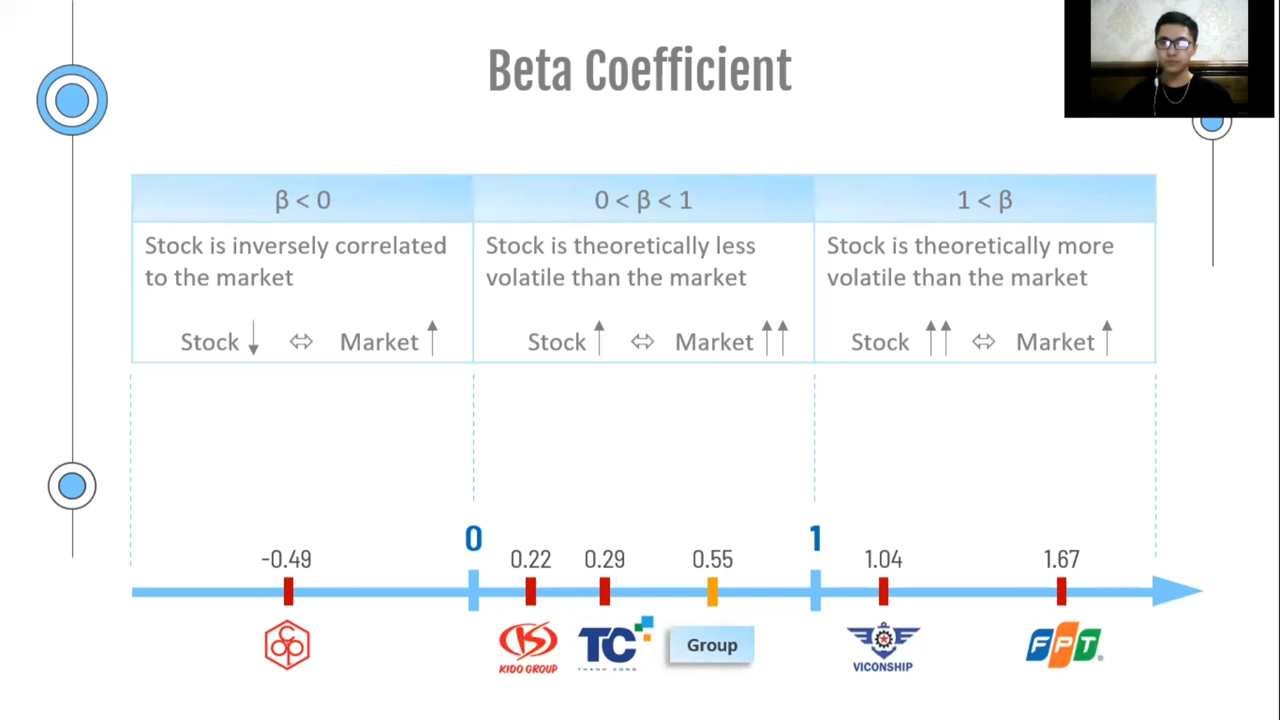 Beta Coefficient
β < 0
0 < β < 1
1 < β
Stock is inversely correlated
to the market
Stock is theoretically less
volatile than the market
Stock is theoretically more
volatile than the market
Stock ↓ ⬄ Market ↑
Stock ↑ ⬄ Market ↑↑
Stock ↑↑ ⬄ Market ↑
0
1
-0.49
0.22
0.29
0.55
1.04
1.67
COP
KIDO GROUP
TC
THANH CONG
Group
VICONSHIP
FPT